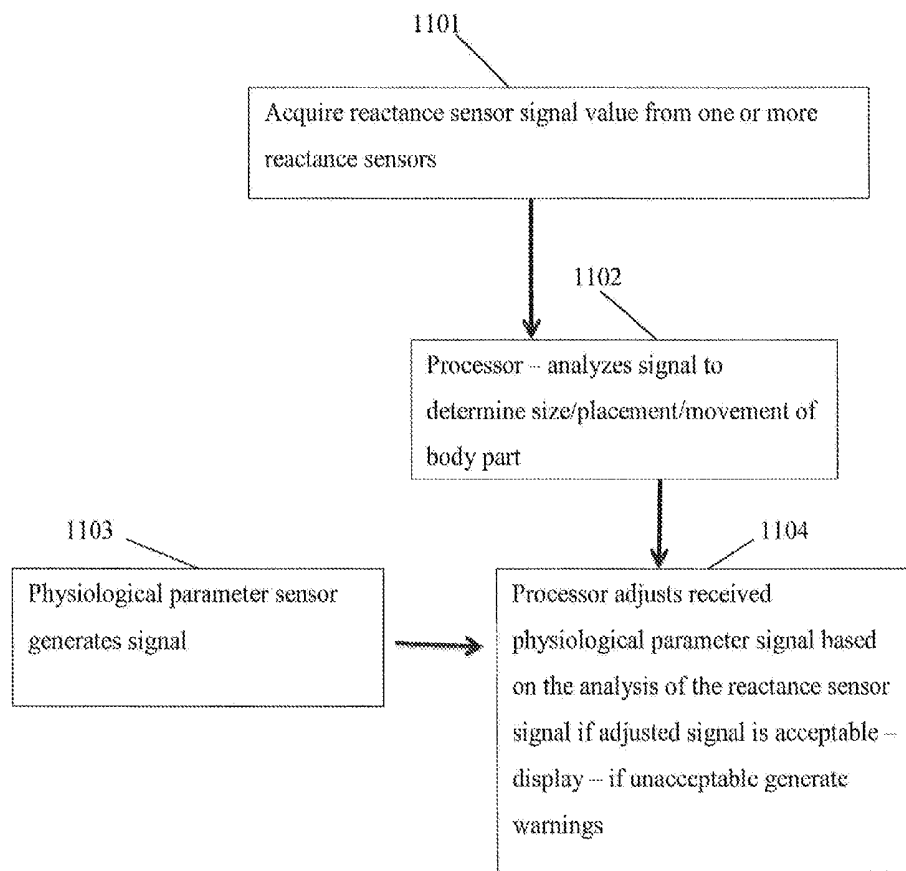 1101
Acquire reactance sensor signal value from one or more
reactance sensors
1102
Processor – analyzes signal to
determine size/placement/movement of
body part
1103
Physiological parameter sensor
generates signal
1104
Processor adjusts received
physiological parameter signal based
on the analysis of the reactance sensor
signal if adjusted signal is acceptable –
display – if unacceptable generate
warnings